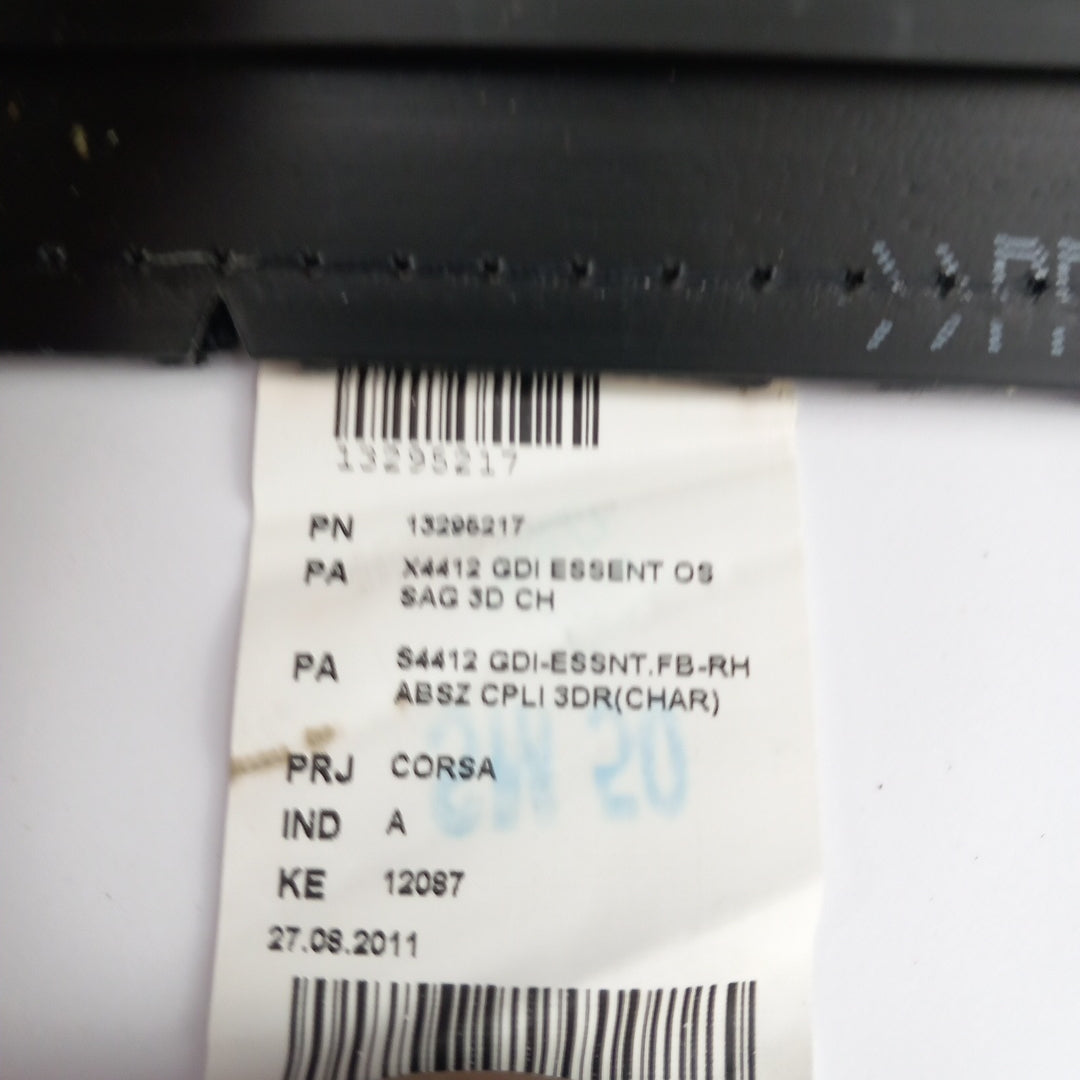 13295217
PN 13295217
PA X4412 GDI ESSENT OS
SAG 3D CH
PA S4412 GDI-ESSNT.FB-RH
ABSZ CPLI 3DR(CHAR)
PRJ CORSA
IND A
KE 12087
27.08.2011